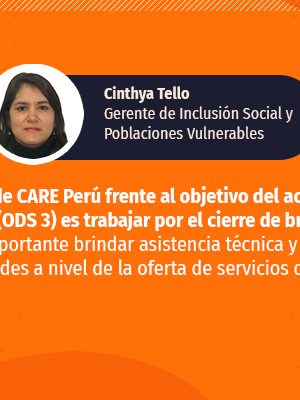 Cinthya Tello
Gerente de Inclusión Social y
Poblaciones Vulnerables
de CARE Perú frente al objetivo del ac
(ODS 3) es trabajar por el cierre de br
portante brindar asistencia técnica y
des a nivel de la oferta de servicios d